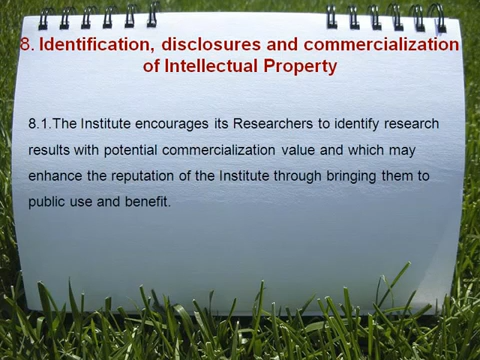 8. Identification, disclosures and commercialization
of Intellectual Property
8.1.The Institute encourages its Researchers to identify research
results with potential commercialization value and which may
enhance the reputation of the Institute through bringing them to
public use and benefit.